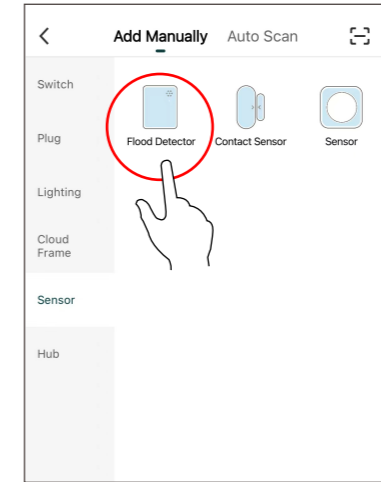 Add Manually Auto Scan
Switch
Plug
Lighting
Cloud
Frame
Sensor
Hub
Flood Detector Contact Sensor Sensor